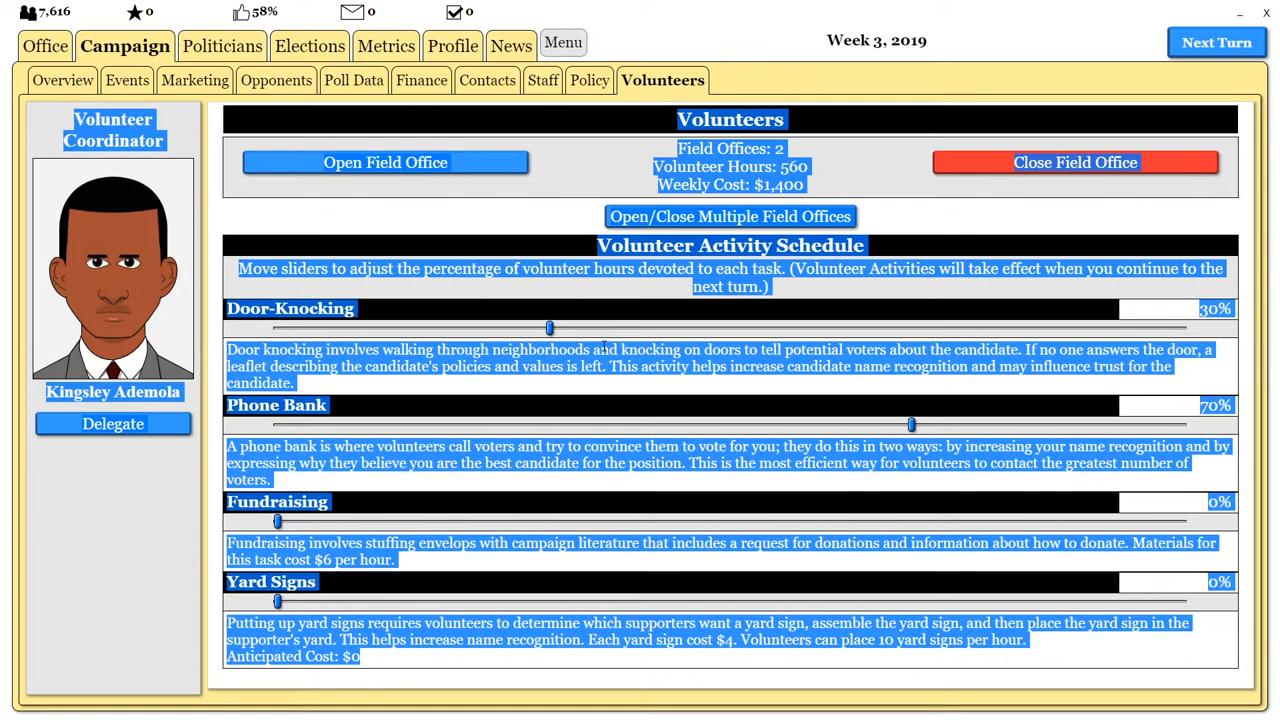 7,616 0 58% 0 0
Office Campaign Politicians Elections Metrics Profile News Menu Week 3, 2019 Next Turn
Overview Events Marketing Opponents Poll Data Finance Contacts Staff Policy Volunteers
Volunteer
Coordinator
Kingsley Ademola
Delegate
Volunteers
Open Field Office
Field Offices: 2
Volunteer Hours: 560
Weekly Cost: $1,400
Close Field Office
Open/Close Multiple Field Offices
Volunteer Activity Schedule
Move sliders to adjust the percentage of volunteer hours devoted to each task. (Volunteer Activities will take effect when you continue to the
next turn.)
Door-Knocking 30%
Door knocking involves walking through neighborhoods and knocking on doors to tell potential voters about the candidate. If no one answers the door, a
leaflet describing the candidate's policies and values is left. This activity helps increase candidate name recognition and may influence trust for the
candidate.
Phone Bank 70%
A phone bank is where volunteers call voters and try to convince them to vote for you; they do this in two ways: by increasing your name recognition and by
expressing why they believe you are the best candidate for the position. This is the most efficient way for volunteers to contact the greatest number of
voters.
Fundraising 0%
Fundraising involves stuffing envelops with campaign literature that includes a request for donations and information about how to donate. Materials for
this task cost $6 per hour.
Yard Signs 0%
Putting up yard signs requires volunteers to determine which supporters want a yard sign, assemble the yard sign, and then place the yard sign in the
supporter's yard. This helps increase name recognition. Each yard sign cost $4. Volunteers can place 10 yard signs per hour.
Anticipated Cost: $0